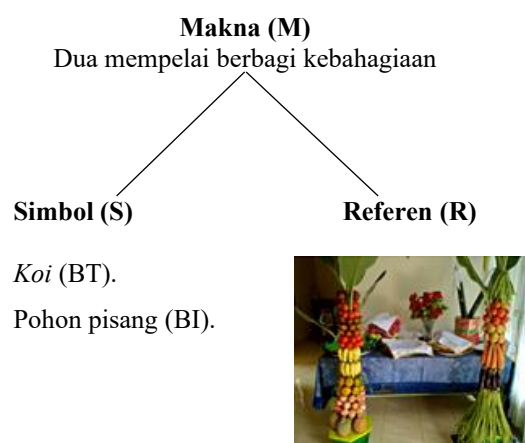 Makna (M)
Dua mempelai berbagi kebahagiaan
Simbol (S)
Referen (R)
Koi (BT).
Pohon pisang (BI).